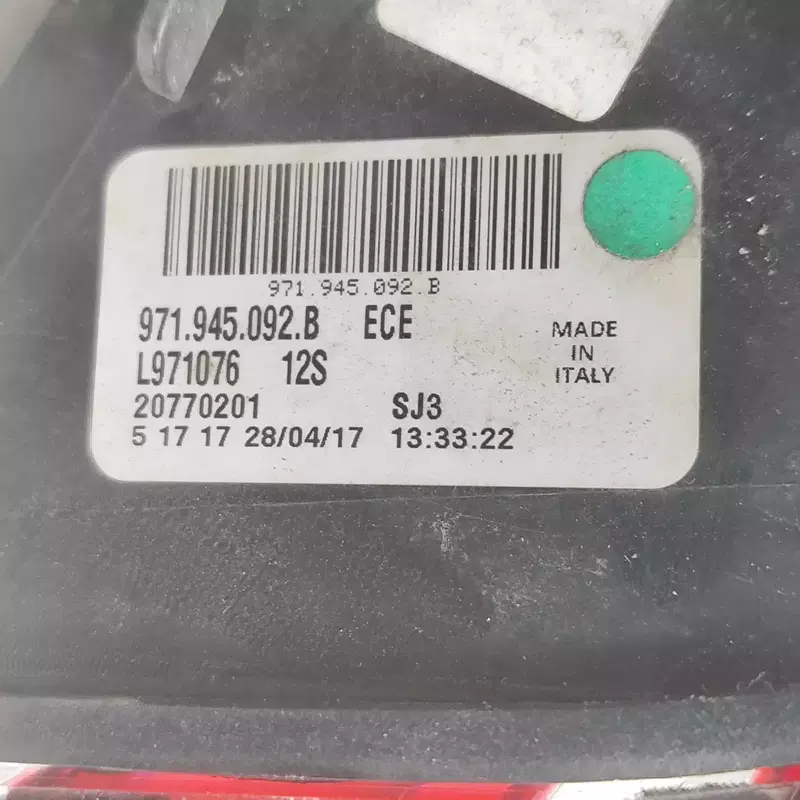 971.945.092.B
971.945.092.B ECE
L971076 12S
20770201 SJ3
5 17 17 28/04/17 13:33:22
MADE
IN
ITALY